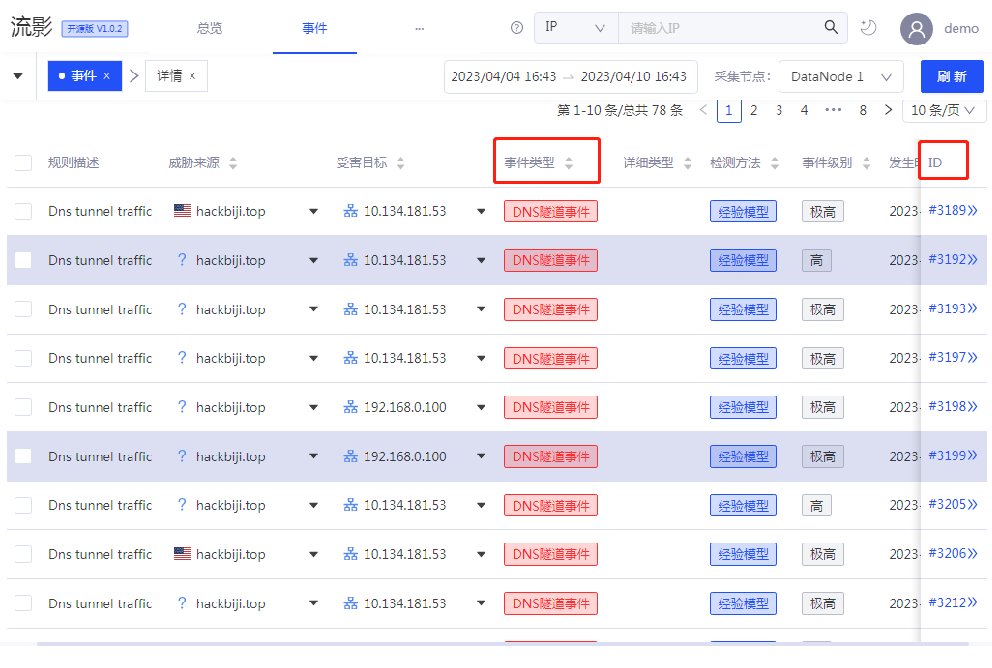 流影 开源版 V1.0.2 总览 事件 ... IP 请输入IP demo
事件 x 详情 x 2023/04/04 16:43 → 2023/04/10 16:43 采集节点: DataNode 1 刷 新
第 1-10 条/总共 78 条 < 1 2 3 4 ••• 8 > 10 条/页
规则描述 威胁来源 受害目标 事件类型 详细类型 检测方法 事件级别 ID
Dns tunnel traffic hackbiji.top 10.134.181.53 DNS隧道事件 经验模型 极高 2023- #3189
Dns tunnel traffic ? hackbiji.top 10.134.181.53 DNS隧道事件 经验模型 高 2023- #3192
Dns tunnel traffic ? hackbiji.top 10.134.181.53 DNS隧道事件 经验模型 极高 2023- #3193
Dns tunnel traffic ? hackbiji.top 10.134.181.53 DNS隧道事件 经验模型 极高 2023- #3197
Dns tunnel traffic ? hackbiji.top 192.168.0.100 DNS隧道事件 经验模型 极高 2023- #3198
Dns tunnel traffic ? hackbiji.top 192.168.0.100 DNS隧道事件 经验模型 极高 2023- #3199
Dns tunnel traffic ? hackbiji.top 10.134.181.53 DNS隧道事件 经验模型 高 2023- #3205
Dns tunnel traffic hackbiji.top 10.134.181.53 DNS隧道事件 经验模型 极高 2023- #3206
Dns tunnel traffic ? hackbiji.top 10.134.181.53 DNS隧道事件 经验模型 极高 2023- #3212